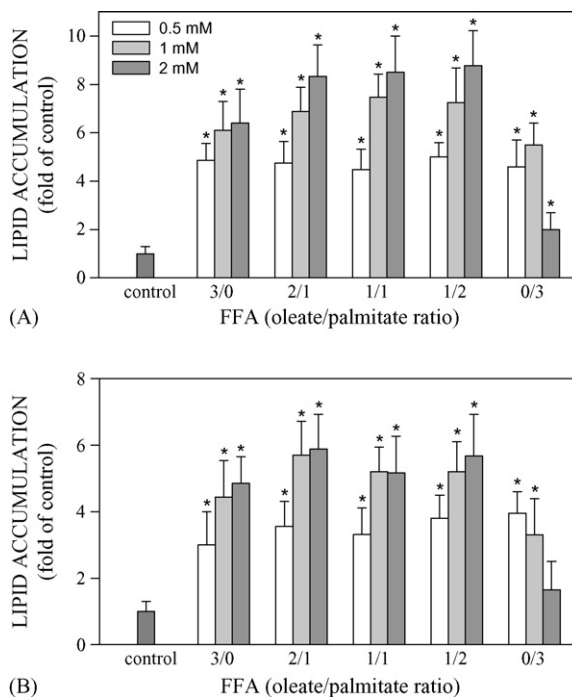 0.5 mM
1 mM
2 mM
LIPID ACCUMULATION
(fold of control)
10
8
6
4
2
0
* * * * * * * * * * * * * * *
control 3/0 2/1 1/1 1/2 0/3
(A) FFA (oleate/palmitate ratio)
LIPID ACCUMULATION
(fold of control)
8
6
4
2
0
* * * * * * * * * * * * * *
control 3/0 2/1 1/1 1/2 0/3
(B) FFA (oleate/palmitate ratio)